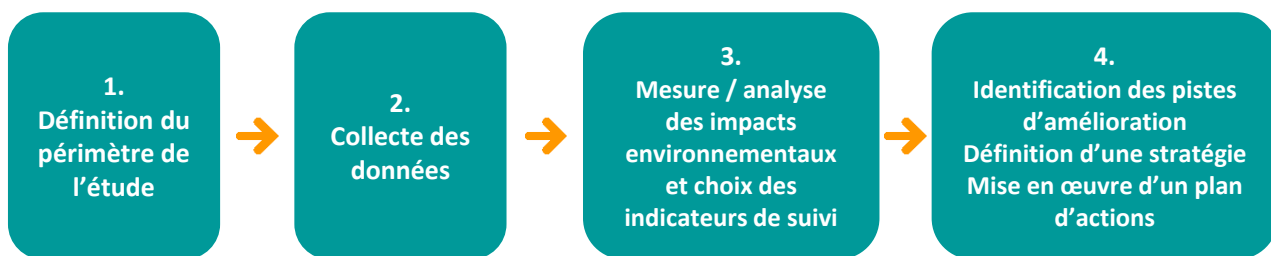 1.
Définition du
périmètre de
l’étude
2.
Collecte des
données
3.
Mesure / analyse
des impacts
environnementaux
et choix des
indicateurs de suivi
4.
Identification des pistes
d’amélioration
Définition d’une stratégie
Mise en œuvre d’un plan
d’actions